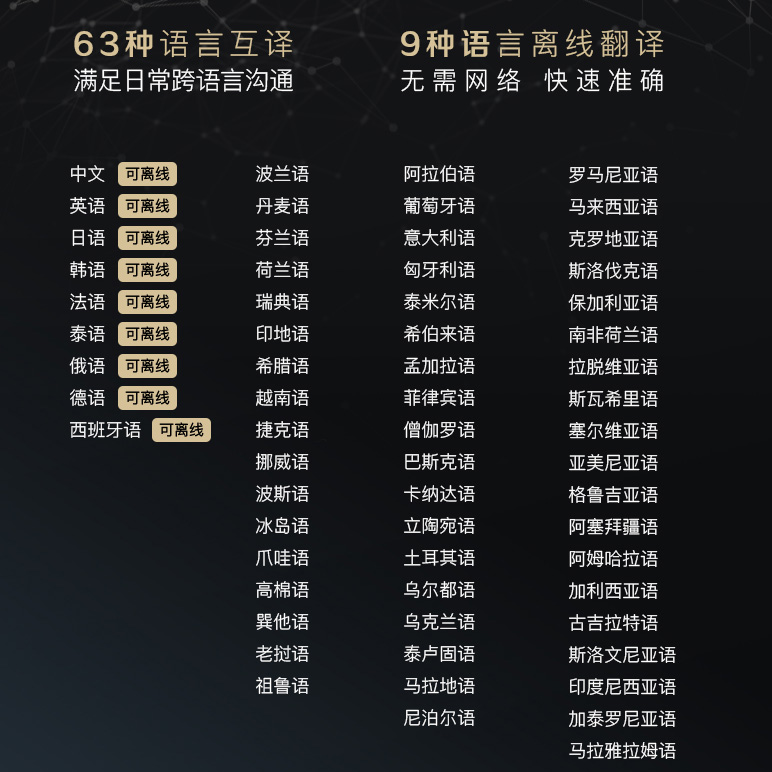 63种语言互译
满足日常跨语言沟通
9种语言离线翻译
无需网络 快速准确
中文 可离线
英语 可离线
日语 可离线
韩语 可离线
法语 可离线
泰语 可离线
俄语 可离线
德语 可离线
西班牙语 可离线
波兰语
丹麦语
芬兰语
荷兰语
瑞典语
印地语
希腊语
越南语
捷克语
挪威语
波斯语
冰岛语
爪哇语
高棉语
巽他语
老挝语
祖鲁语
阿拉伯语
葡萄牙语
意大利语
匈牙利语
泰米尔语
希伯来语
孟加拉语
菲律宾语
僧伽罗语
巴斯克语
卡纳达语
立陶宛语
土耳其语
乌尔都语
乌克兰语
泰卢固语
马拉地语
尼泊尔语
罗马尼亚语
马来西亚语
克罗地亚语
斯洛伐克语
保加利亚语
南非荷兰语
拉脱维亚语
斯瓦希里语
塞尔维亚语
亚美尼亚语
格鲁吉亚语
阿塞拜疆语
阿姆哈拉语
加利西亚语
古吉拉特语
斯洛文尼亚语
印度尼西亚语
加泰罗尼亚语
马拉雅拉姆语